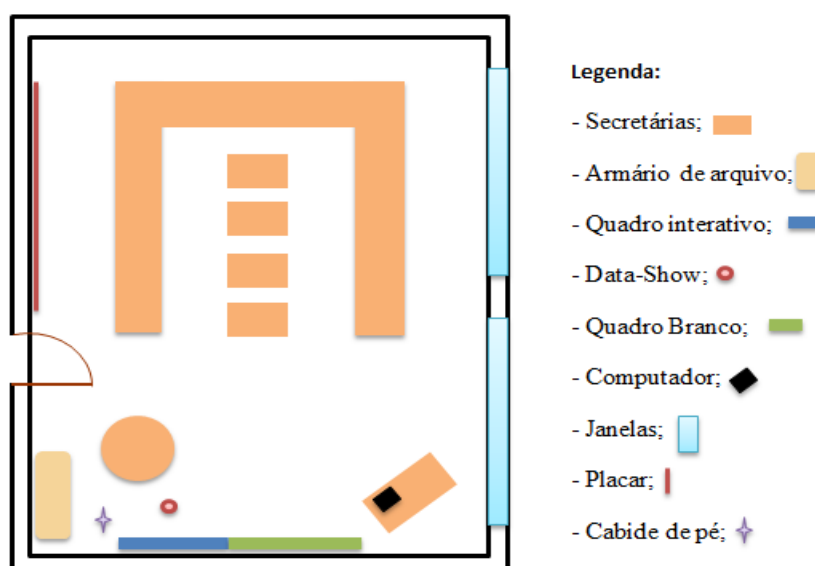 Legenda:
- Secretárias;
- Armário de arquivo;
- Quadro interativo;
- Data-Show;
- Quadro Branco;
- Computador;
- Janelas;
- Placar;
- Cabide de pé;